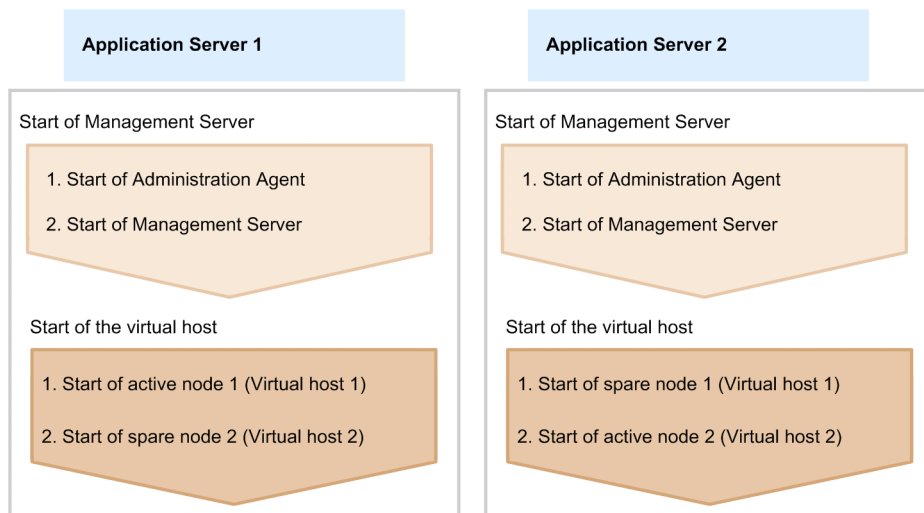 Application Server 1
Start of Management Server
1. Start of Administration Agent
2. Start of Management Server
Start of the virtual host
1. Start of active node 1 (Virtual host 1)
2. Start of spare node 2 (Virtual host 2)
Application Server 2
Start of Management Server
1. Start of Administration Agent
2. Start of Management Server
Start of the virtual host
1. Start of spare node 1 (Virtual host 1)
2. Start of active node 2 (Virtual host 2)